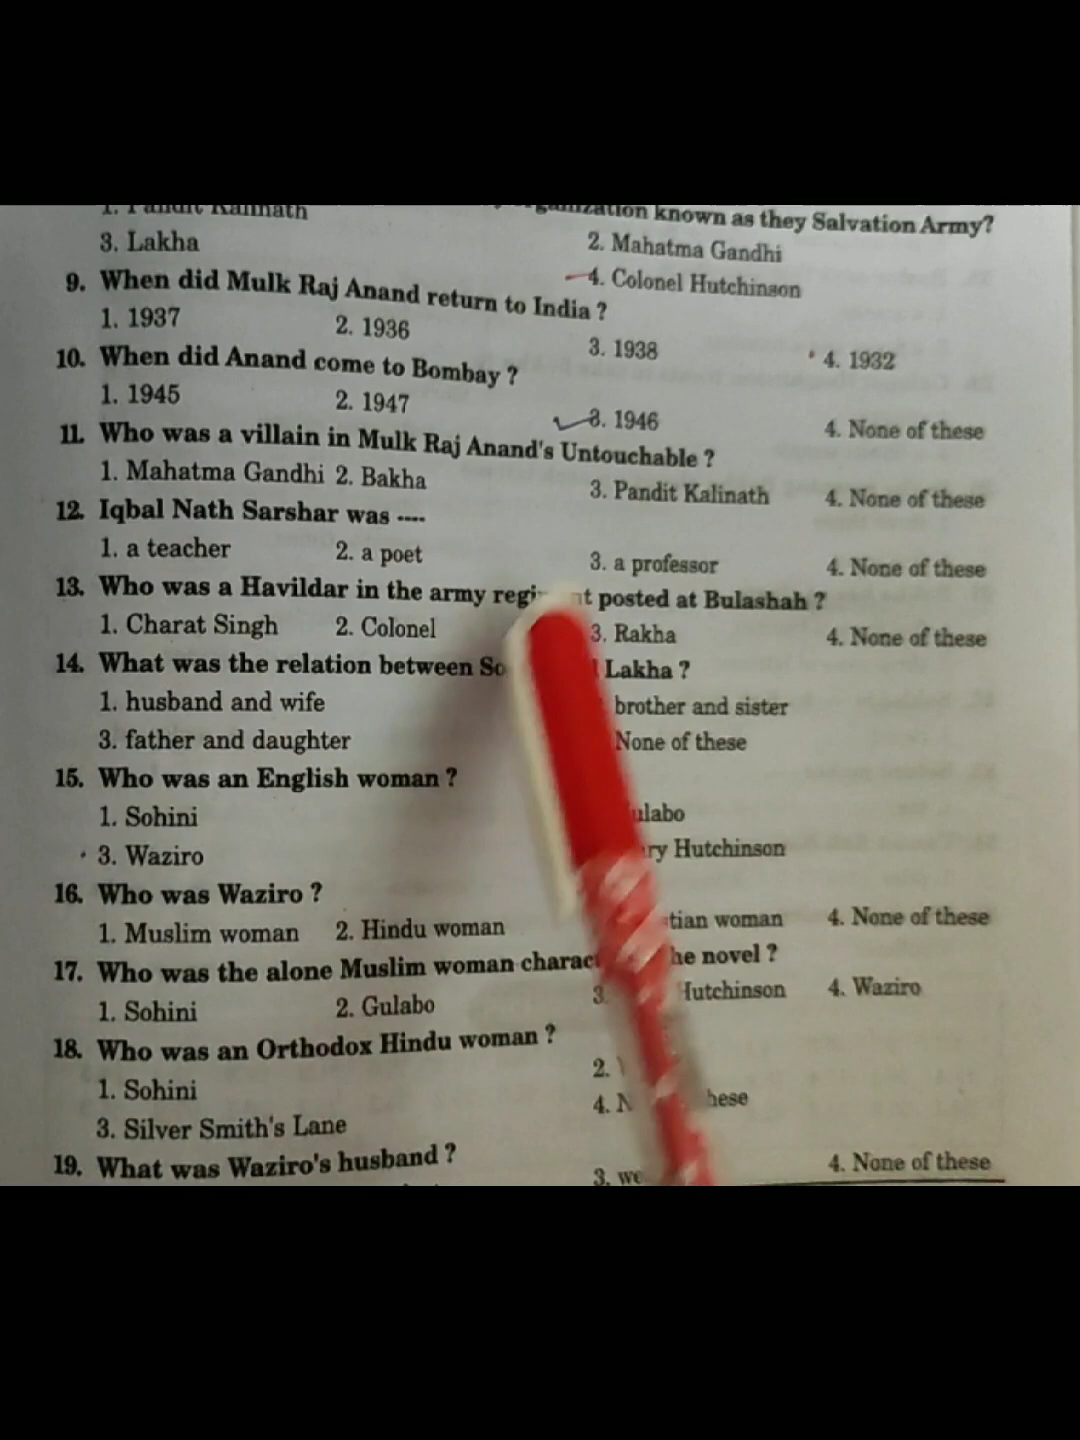 1. Pandit Kalinath
organization known as they Salvation Army?
3. Lakha 2. Mahatma Gandhi
4. Colonel Hutchinson
9. When did Mulk Raj Anand return to India ?
1. 1937 2. 1936 3. 1938 4. 1932
10. When did Anand come to Bombay ?
1. 1945 2. 1947 3. 1946 4. None of these
11. Who was a villain in Mulk Raj Anand's Untouchable ?
1. Mahatma Gandhi 2. Bakha 3. Pandit Kalinath 4. None of these
12. Iqbal Nath Sarshar was ----
1. a teacher 2. a poet 3. a professor 4. None of these
13. Who was a Havildar in the army posted at Bulashah ?
1. Charat Singh 2. Colonel 3. Rakha 4. None of these
14. What was the relation between Lakha ?
1. husband and wife brother and sister
3. father and daughter None of these
15. Who was an English woman ?
1. Sohini
3. Waziro Hutchinson
16. Who was Waziro ?
1. Muslim woman 2. Hindu woman woman 4. None of these
17. Who was the alone Muslim woman novel ?
1. Sohini 2. Gulabo 3. Hutchinson 4. Waziro
18. Who was an Orthodox Hindu woman ?
1. Sohini 2.
3. Silver Smith's Lane 4.
19. What was Waziro's husband ?
3. 4. None of these